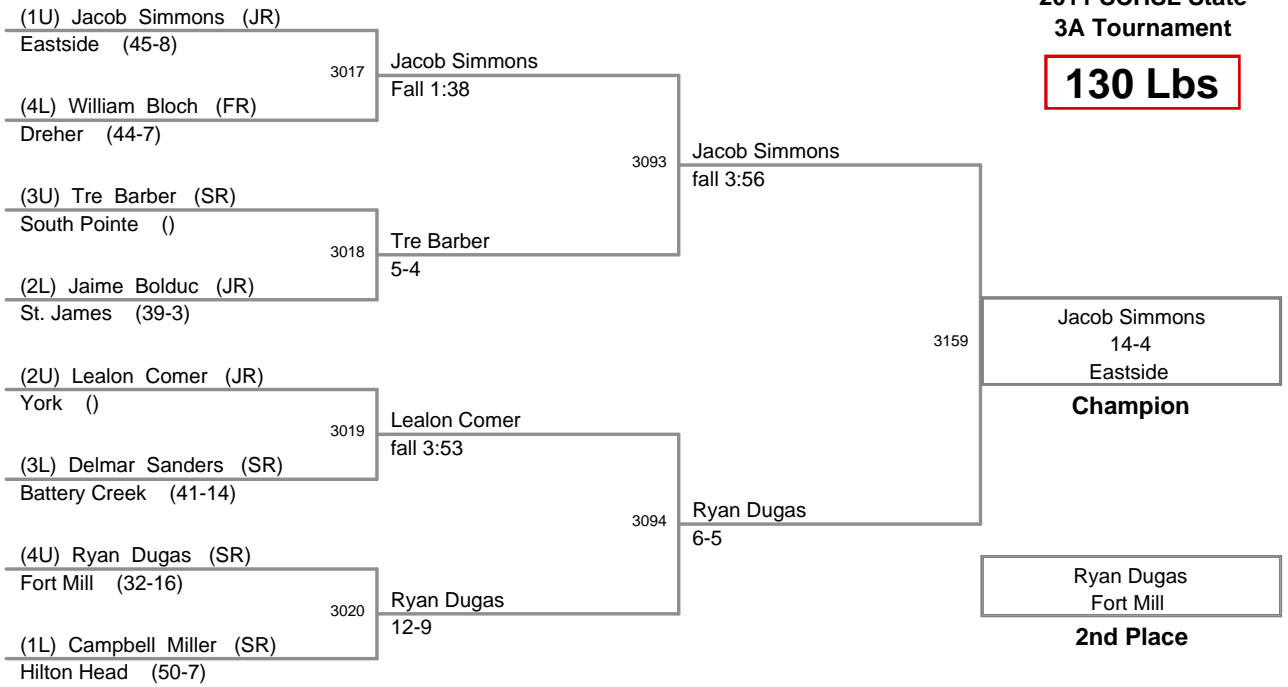 2011 SCHSL State
3A Tournament
130 Lbs
(1U) Jacob Simmons (JR)
Eastside (45-8)
3017
Jacob Simmons
Fall 1:38
(4L) William Bloch (FR)
Dreher (44-7)
3093
Jacob Simmons
fall 3:56
(3U) Tre Barber (SR)
South Pointe ()
3018
Tre Barber
5-4
(2L) Jaime Bolduc (JR)
St. James (39-3)
3159
Jacob Simmons
14-4
Eastside
Champion
(2U) Lealon Comer (JR)
York ()
3019
Lealon Comer
fall 3:53
(3L) Delmar Sanders (SR)
Battery Creek (41-14)
3094
Ryan Dugas
6-5
(4U) Ryan Dugas (SR)
Fort Mill (32-16)
3020
Ryan Dugas
12-9
(1L) Campbell Miller (SR)
Hilton Head (50-7)
Ryan Dugas
Fort Mill
2nd Place